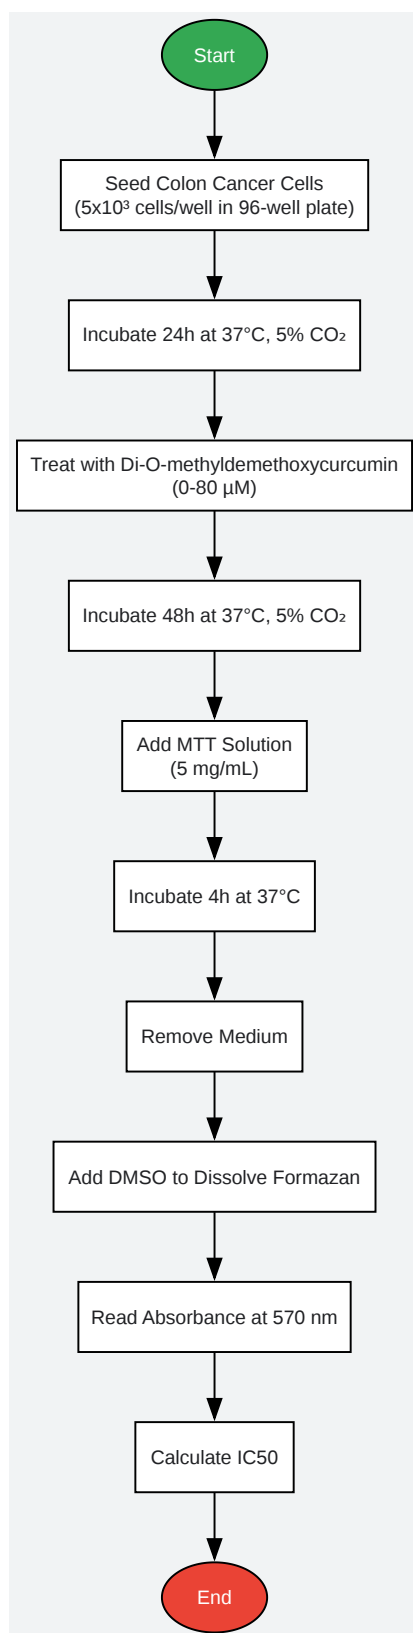 Start
Seed Colon Cancer Cells
(5x10³ cells/well in 96-well plate)
Incubate 24h at 37°C, 5% CO₂
Treat with Di-O-methyldemethoxycurcumin
(0-80 µM)
Incubate 48h at 37°C, 5% CO₂
Add MTT Solution
(5 mg/mL)
Incubate 4h at 37°C
Remove Medium
Add DMSO to Dissolve Formazan
Read Absorbance at 570 nm
Calculate IC50
End